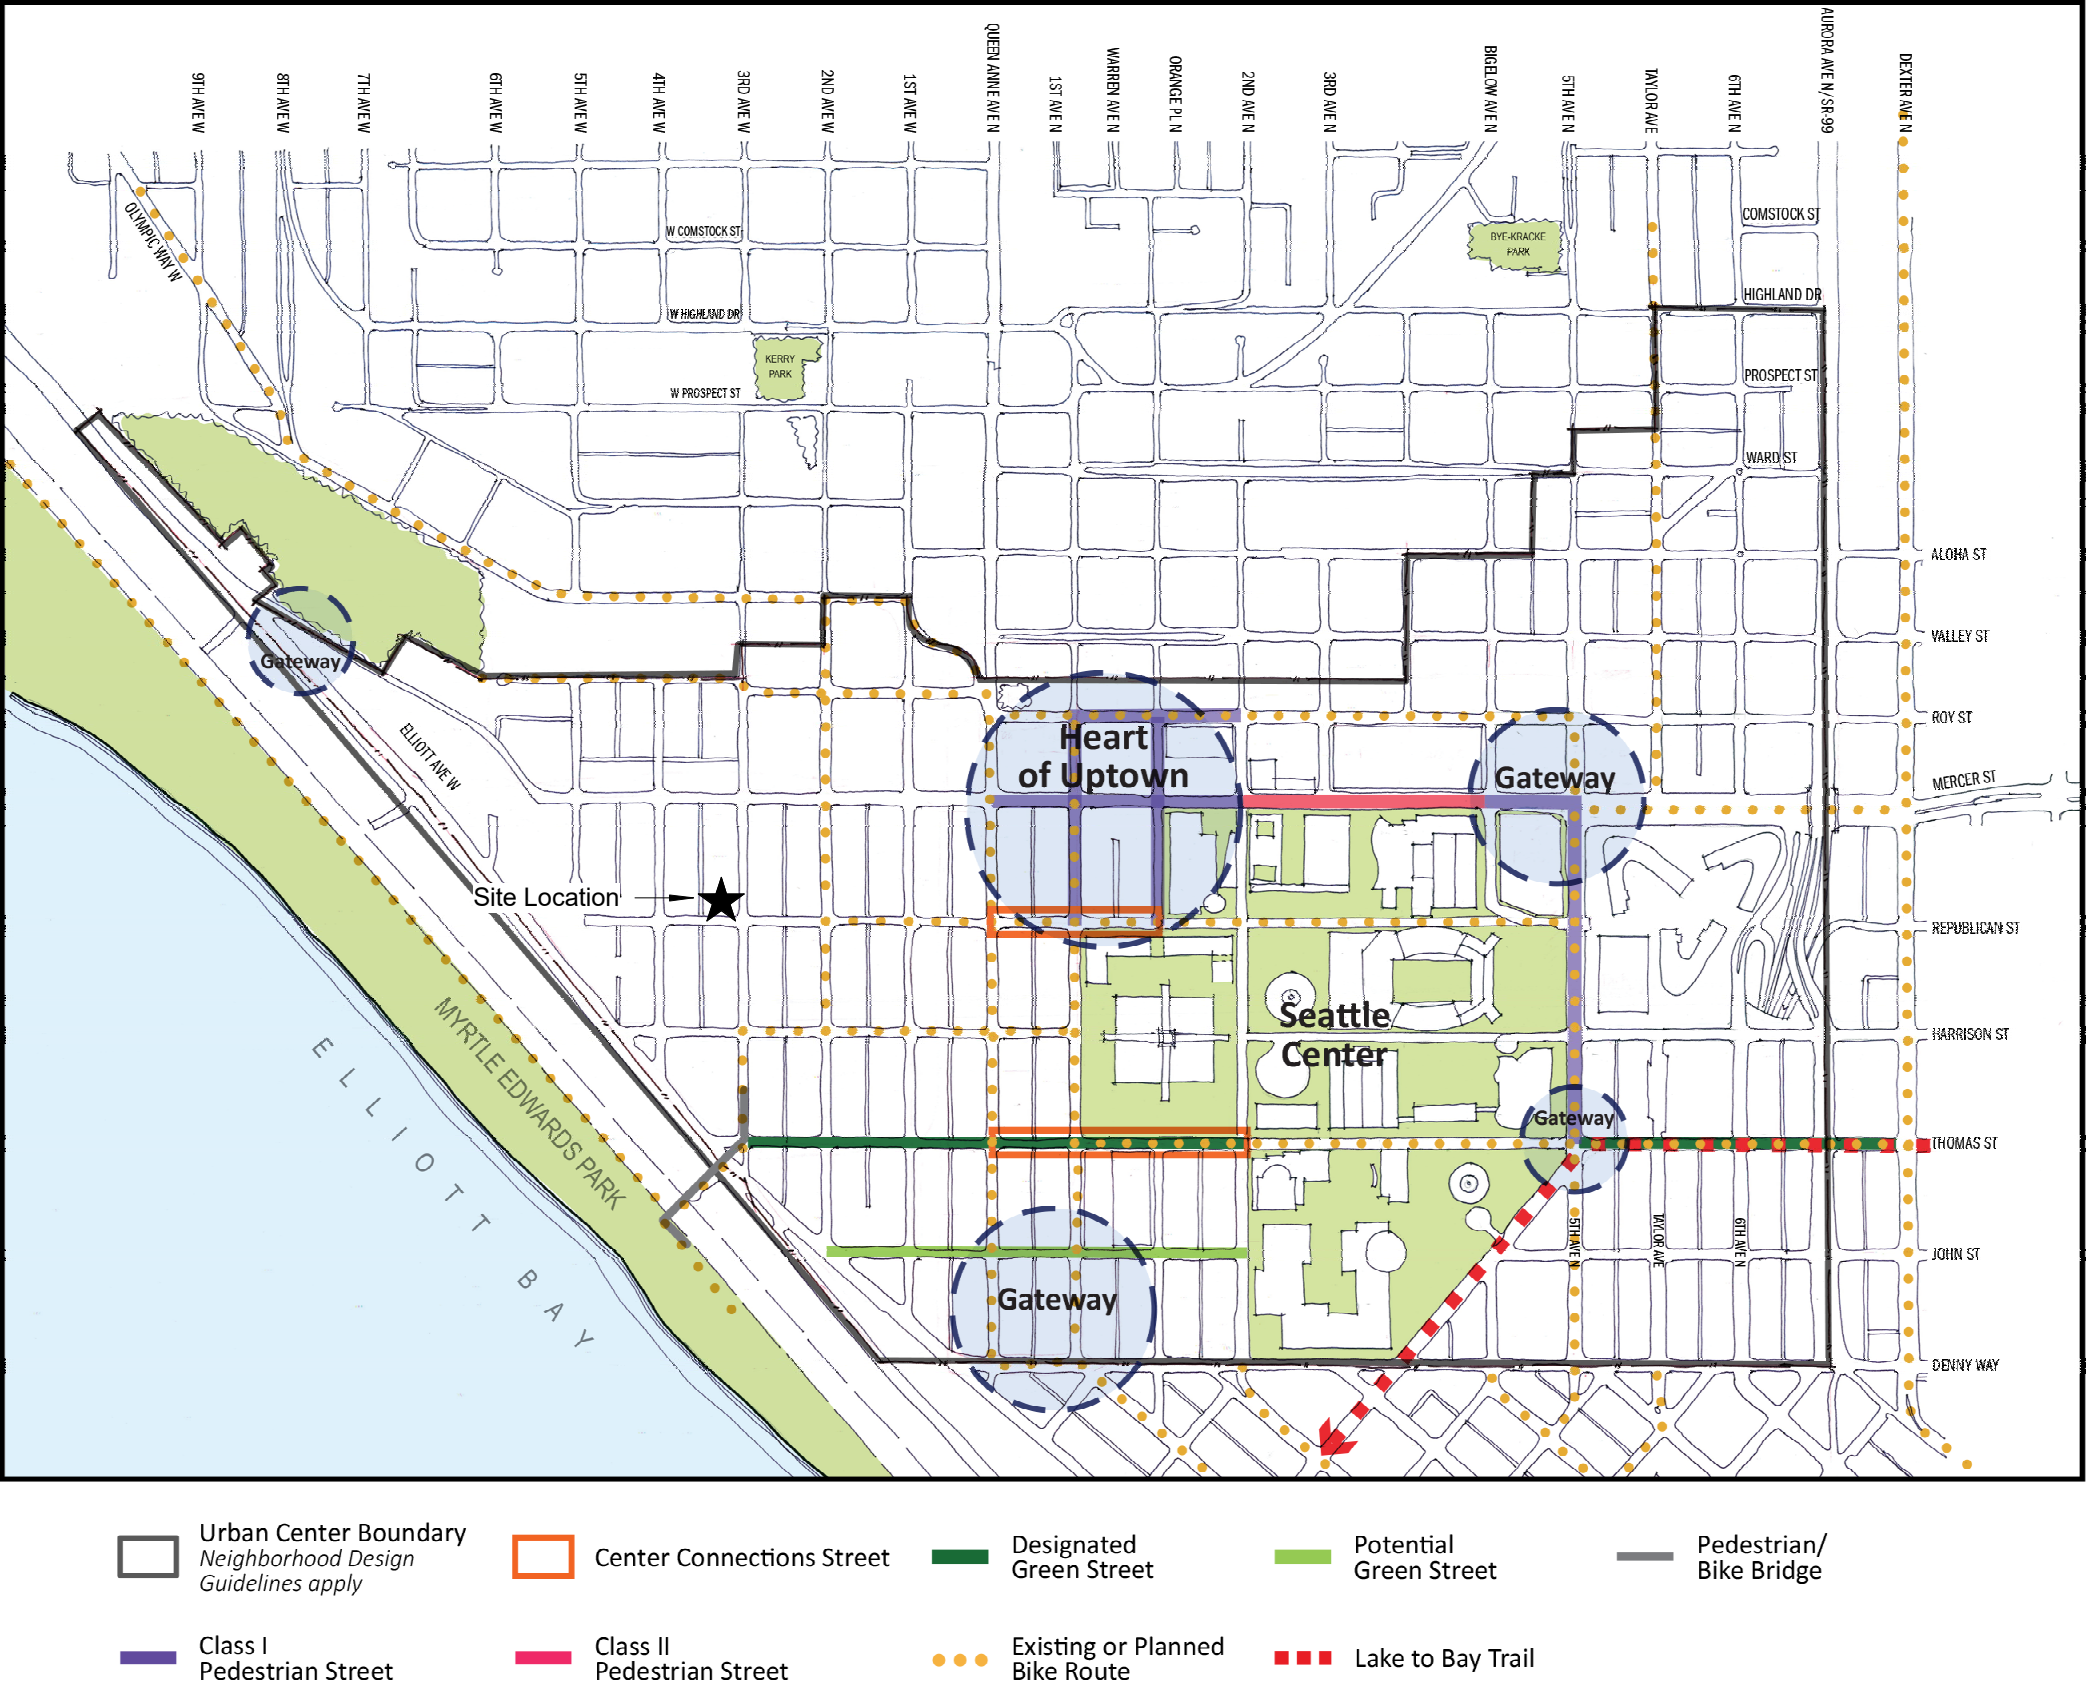 9TH AVE W
8TH AVE W
7TH AVE W
6TH AVE W
5TH AVE W
4TH AVE W
3RD AVE W
2ND AVE W
1ST AVE W
QUEEN ANNE AVE N
1ST AVE N
WARREN AVE N
ORANGE PL N
2ND AVE N
3RD AVE N
BIGELOW AVE N
5TH AVE N
TAYLOR AVE
6TH AVE N
AURORA AVE N/SR-99
DEXTER AVE N
OLYMPIC WAY W
W COMSTOCK ST
COMSTOCK ST
BYE-KRACKE
PARK
W HIGHLAND DR
HIGHLAND DR
KERRY
PARK
W PROSPECT ST
PROSPECT ST
WARD ST
ALOHA ST
VALLEY ST
Gateway
ELLIOTT AVE W
ROY ST
Heart
of Uptown
Gateway
MERCER ST
Site Location
REPUBLICAN ST
MYRTLE EDWARDS PARK
ELLIOTT BAY
Seattle
Center
HARRISON ST
Gateway
THOMAS ST
5TH AVE N
TAYLOR AVE
6TH AVE N
JOHN ST
Gateway
DENNY WAY
Urban Center Boundary
Neighborhood Design
Guidelines apply
Center Connections Street
Designated
Green Street
Potential
Green Street
Pedestrian/
Bike Bridge
Class I
Pedestrian Street
Class II
Pedestrian Street
Existing or Planned
Bike Route
Lake to Bay Trail